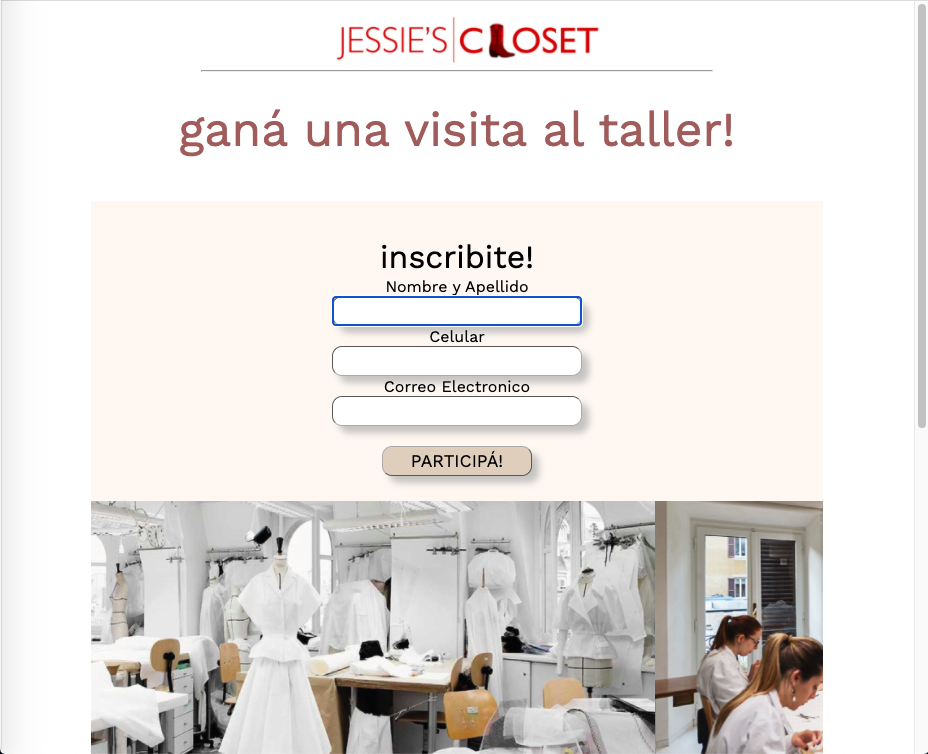 JESSIE'S CLOSET
ganá una visita al taller!
inscribite!
Nombre y Apellido
Celular
Correo Electronico
PARTICIPÁ!